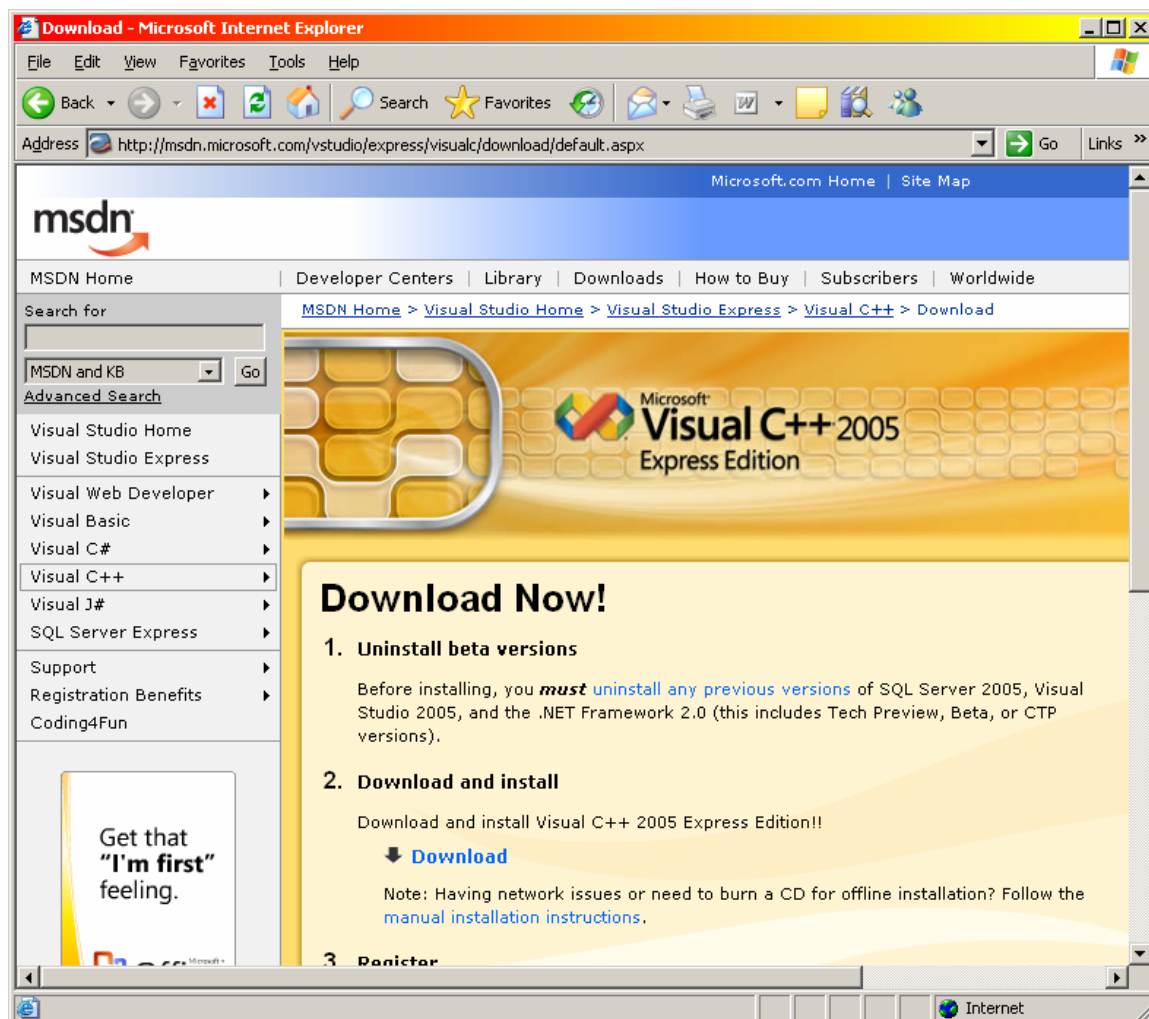 Download - Microsoft Internet Explorer
File Edit View Favorites Tools Help
Back Search Favorites
Address http://msdn.microsoft.com/vstudio/express/visualc/download/default.aspx Go Links »
Microsoft.com Home | Site Map
msdn
MSDN Home | Developer Centers | Library | Downloads | How to Buy | Subscribers | Worldwide
Search for
MSDN and KB Go
Advanced Search
MSDN Home > Visual Studio Home > Visual Studio Express > Visual C++ > Download
Visual Studio Home
Visual Studio Express
Visual Web Developer
Visual Basic
Visual C#
Visual C++
Visual J#
SQL Server Express
Support
Registration Benefits
Coding4Fun
Get that
"I'm first"
feeling.
Microsoft
Visual C++ 2005
Express Edition
Download Now!
1. Uninstall beta versions
Before installing, you must uninstall any previous versions of SQL Server 2005, Visual
Studio 2005, and the .NET Framework 2.0 (this includes Tech Preview, Beta, or CTP
versions).
2. Download and install
Download and install Visual C++ 2005 Express Edition!!
Download
Note: Having network issues or need to burn a CD for offline installation? Follow the
manual installation instructions.
3. Register
Internet